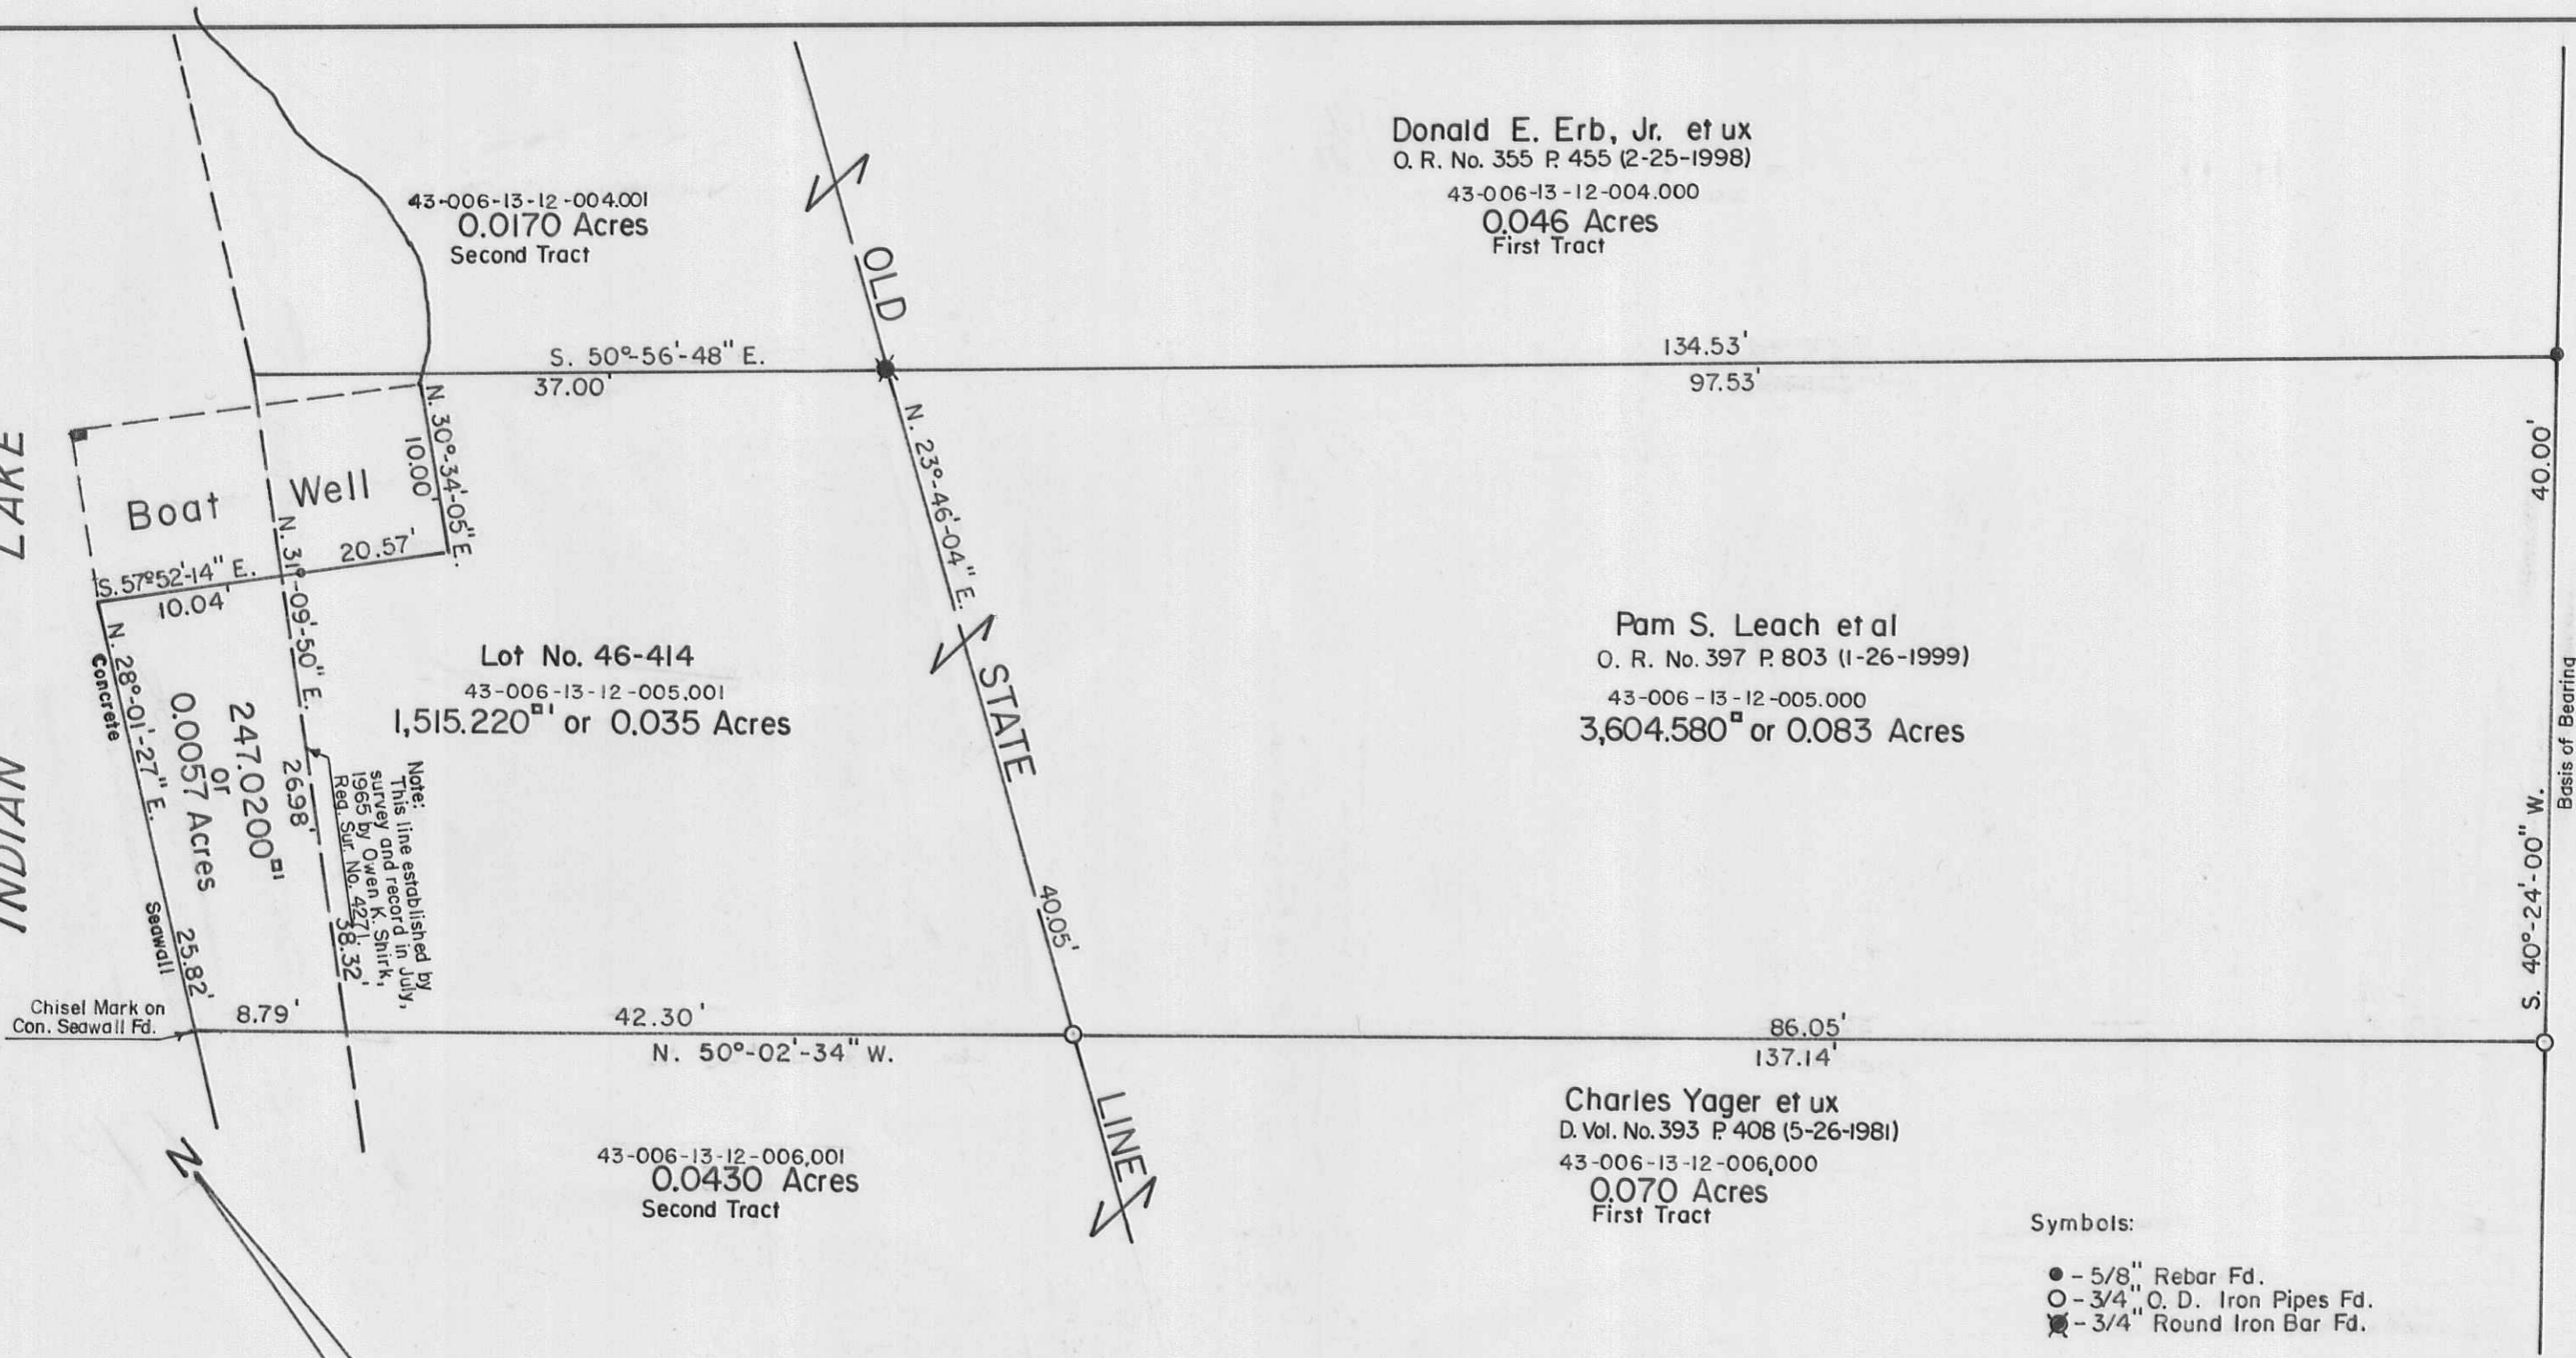 Donald E. Erb, Jr. et ux
O. R. No. 355 P. 455 (2-25-1998)
43-006-13-12-004.000
0.046 Acres
First Tract
43-006-13-12-004.001
0.0170 Acres
Second Tract
OLD
S. 50°-56'-48" E.
37.00'
134.53'
97.53'
N. 23°-46'-04" E.
N. 30°-34'-05" E.
10.00'
Boat Well
20.57'
S. 57°52'-14" E.
10.04'
N. 31°-09'-50" E.
26.98'
38.32'
N. 28°-01'-27" E.
25.82'
Concrete
Seawall
247.0200□'
or
0.0057 Acres
INDIAN LAKE
Lot No. 46-414
43-006-13-12-005.001
1,515.220□' or 0.035 Acres
Note:
This line established by
survey and record in July,
1965 by Owen K. Shirk,
Reg. Sur. No. 4271.
STATE
40.05'
Pam S. Leach et al
O. R. No. 397 P. 803 (1-26-1999)
43-006-13-12-005.000
3,604.580□ or 0.083 Acres
40.00'
S. 40°-24'-00" W.
Basis of Bearing
Chisel Mark on
Con. Seawall Fd.
8.79'
42.30'
N. 50°-02'-34" W.
86.05'
137.14'
LINE
43-006-13-12-006,001
0.0430 Acres
Second Tract
Charles Yager et ux
D. Vol. No. 393 P. 408 (5-26-1981)
43-006-13-12-006,000
0.070 Acres
First Tract
N
Symbols:
● - 5/8" Rebar Fd.
○ - 3/4" O. D. Iron Pipes Fd.
- 3/4" Round Iron Bar Fd.